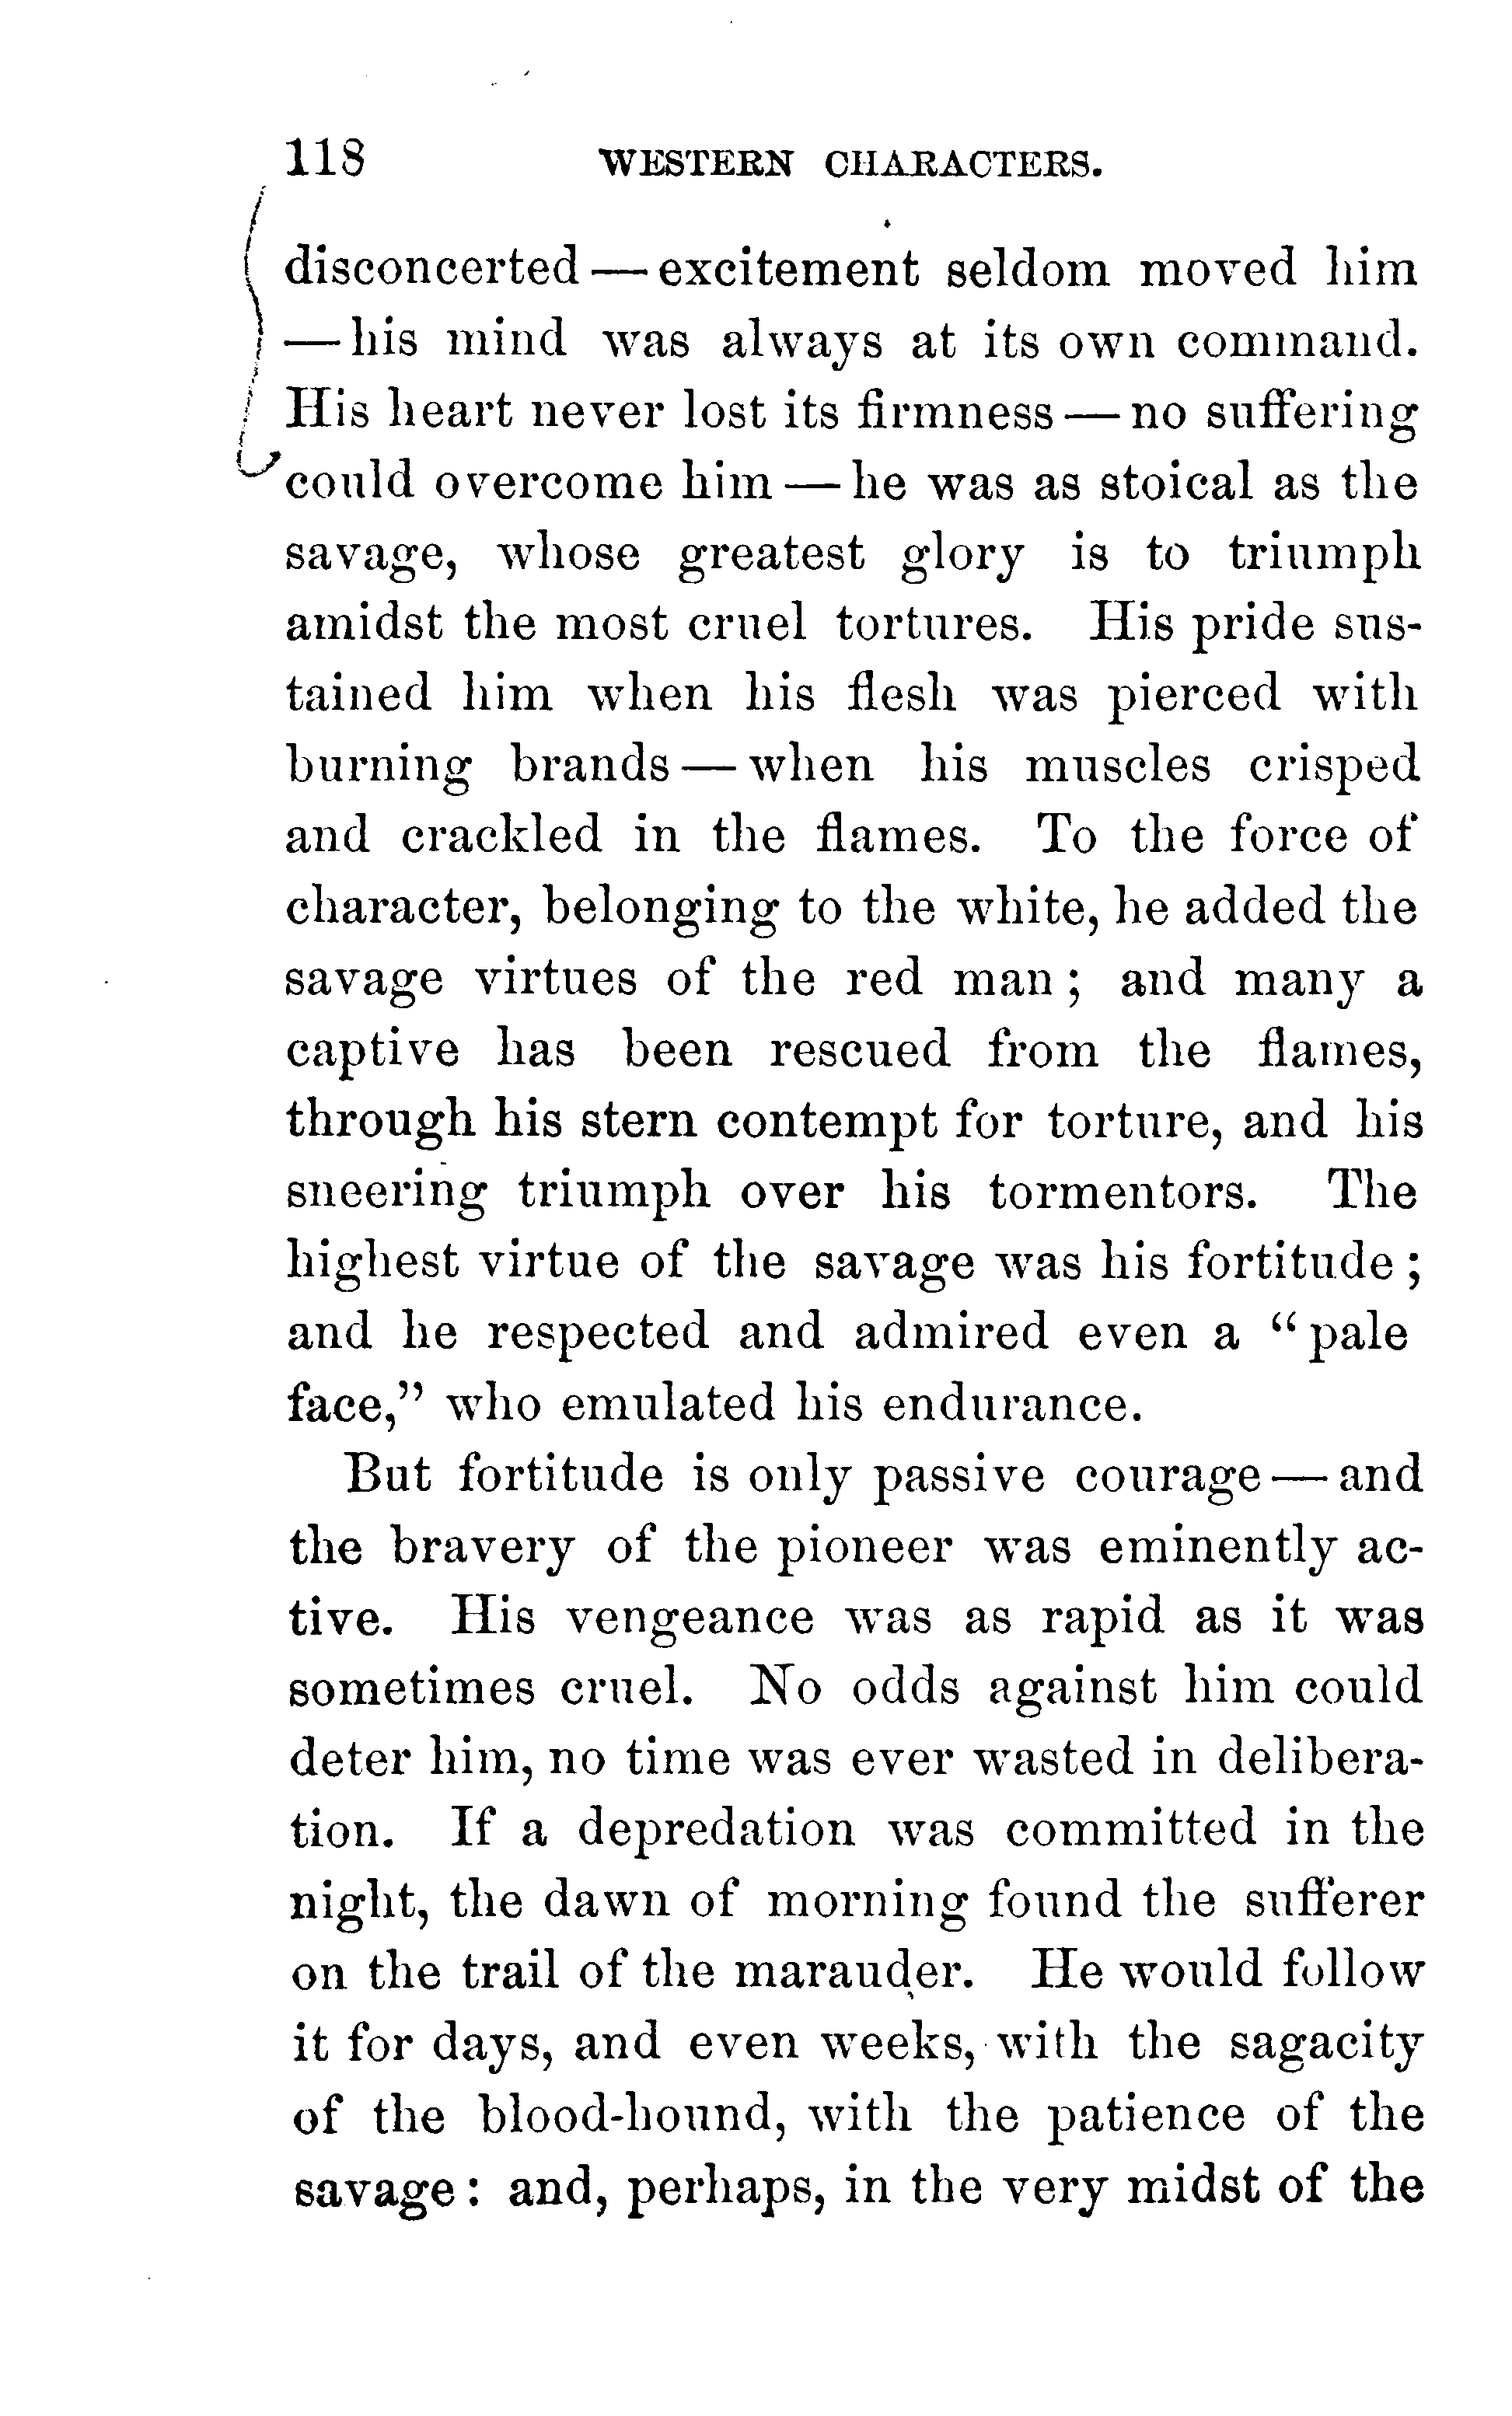 118 WESTERN CHARACTERS.
disconcerted — excitement seldom moved him
— his mind was always at its own command.
His heart never lost its firmness — no suffering
could overcome him — he was as stoical as the
savage, whose greatest glory is to triumph
amidst the most cruel tortures. His pride sus-
tained him when his flesh was pierced with
burning brands — when his muscles crisped
and crackled in the flames. To the force of
character, belonging to the white, he added the
savage virtues of the red man; and many a
captive has been rescued from the flames,
through his stern contempt for torture, and his
sneering triumph over his tormentors. The
highest virtue of the savage was his fortitude;
and he respected and admired even a “pale
face,” who emulated his endurance.
But fortitude is only passive courage — and
the bravery of the pioneer was eminently ac-
tive. His vengeance was as rapid as it was
sometimes cruel. No odds against him could
deter him, no time was ever wasted in delibera-
tion. If a depredation was committed in the
night, the dawn of morning found the sufferer
on the trail of the marauder. He would follow
it for days, and even weeks, with the sagacity
of the blood-hound, with the patience of the
savage: and, perhaps, in the very midst of the